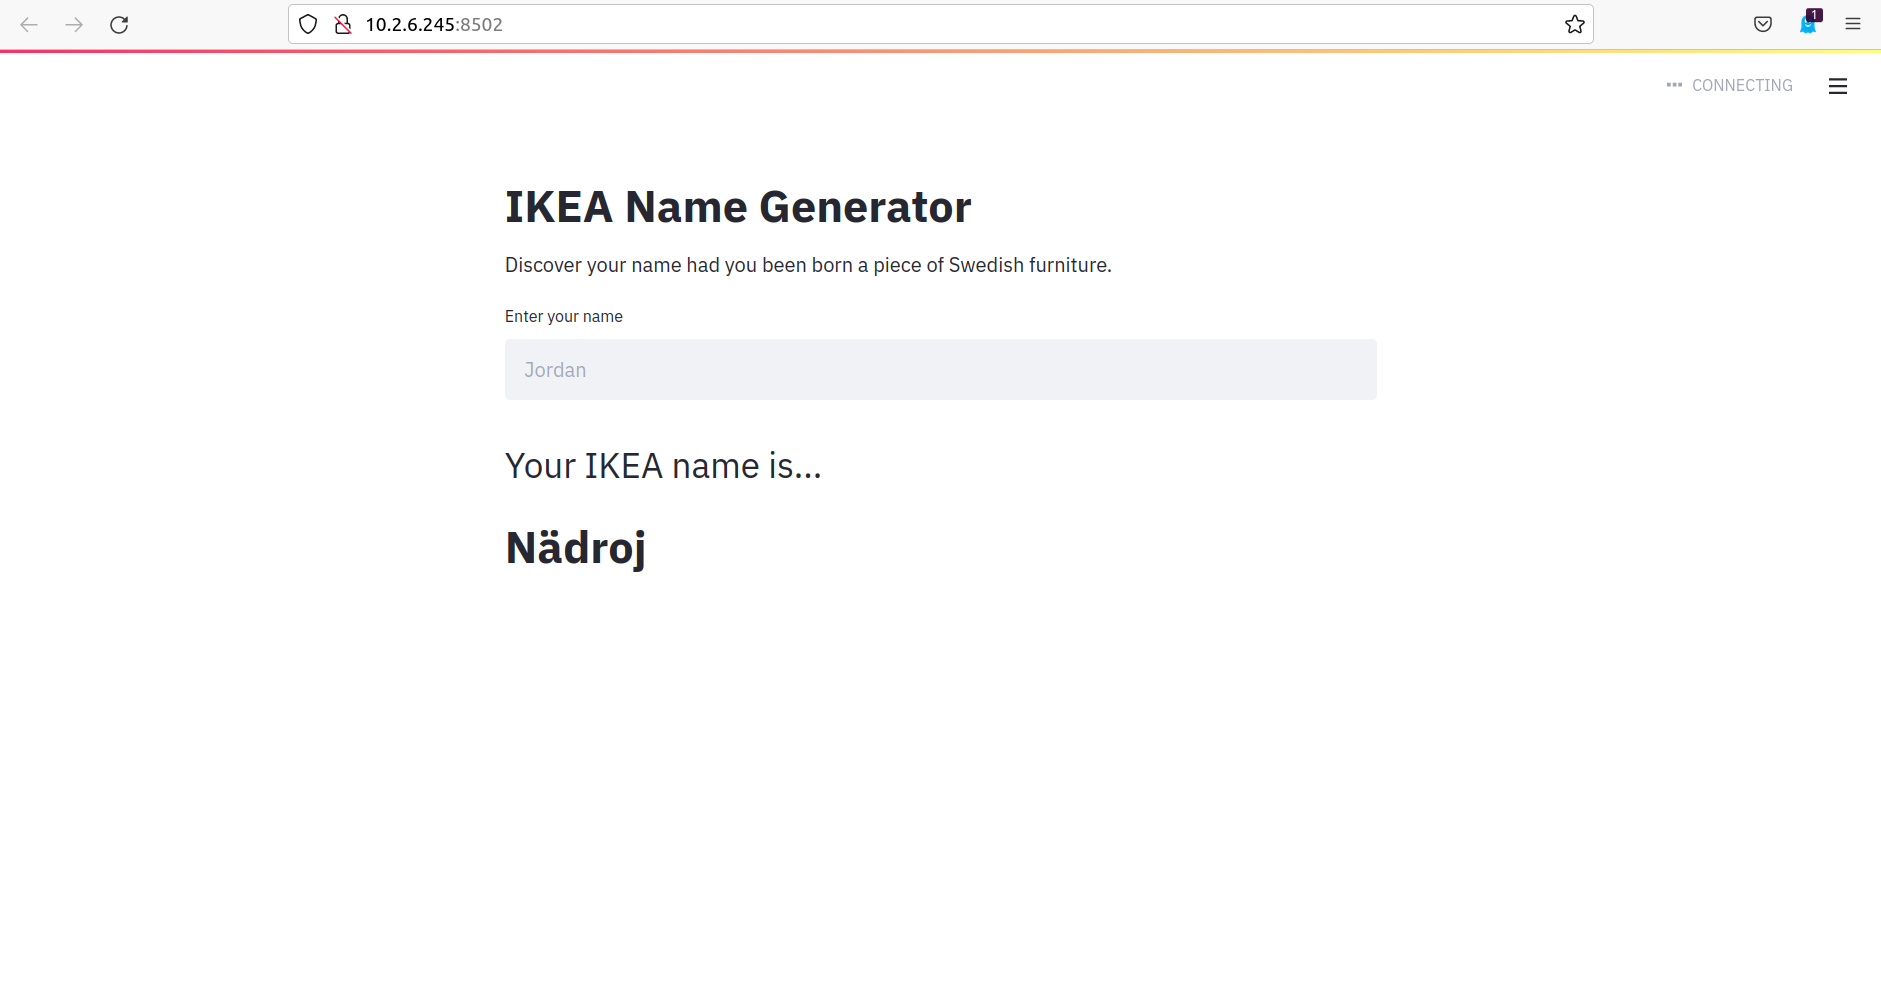 10.2.6.245:8502
1
CONNECTING
IKEA Name Generator
Discover your name had you been born a piece of Swedish furniture.
Enter your name
Jordan
Your IKEA name is...
Nädroj